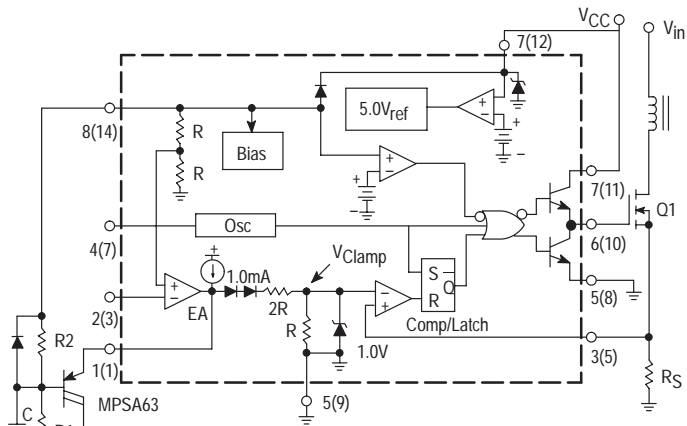 VCC
Vin
7(12)
5.0Vref
+
−
+
−
8(14)
R
Bias
R
+
−
+
−
7(11)
Q1
Osc
4(7)
6(10)
VClamp
+
1.0mA
S
Q
R
5(8)
+
−
2R
−
+
2(3)
EA
R
Comp/Latch
R2
1.0V
3(5)
1(1)
RS
MPSA63
5(9)
C